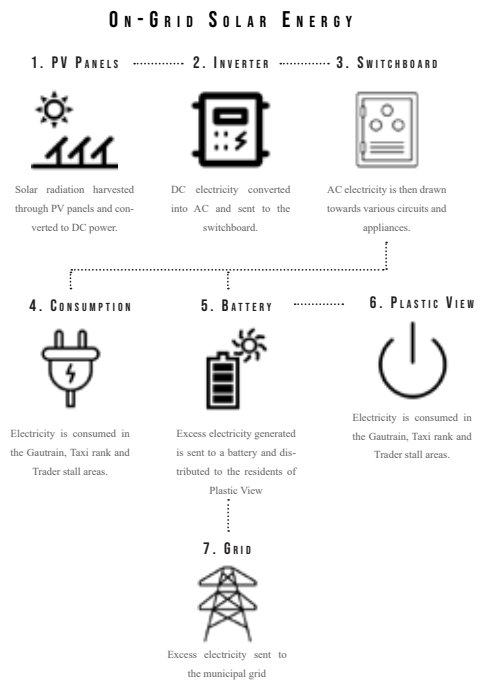 On-Grid Solar Energy
1. PV Panels
2. Inverter
3. Switchboard
Solar radiation harvested
through PV panels and con-
verted to DC power.
DC electricity converted
into AC and sent to the
switchboard.
AC electricity is then drawn
towards various circuits and
appliances.
4. Consumption
5. Battery
6. Plastic View
Electricity is consumed in
the Gautrain, Taxi rank and
Trader stall areas.
Excess electricity generated
is sent to a battery and dis-
tributed to the residents of
Plastic View
Electricity is consumed in
the Gautrain, Taxi rank and
Trader stall areas.
7. Grid
Excess electricity sent to
the municipal grid